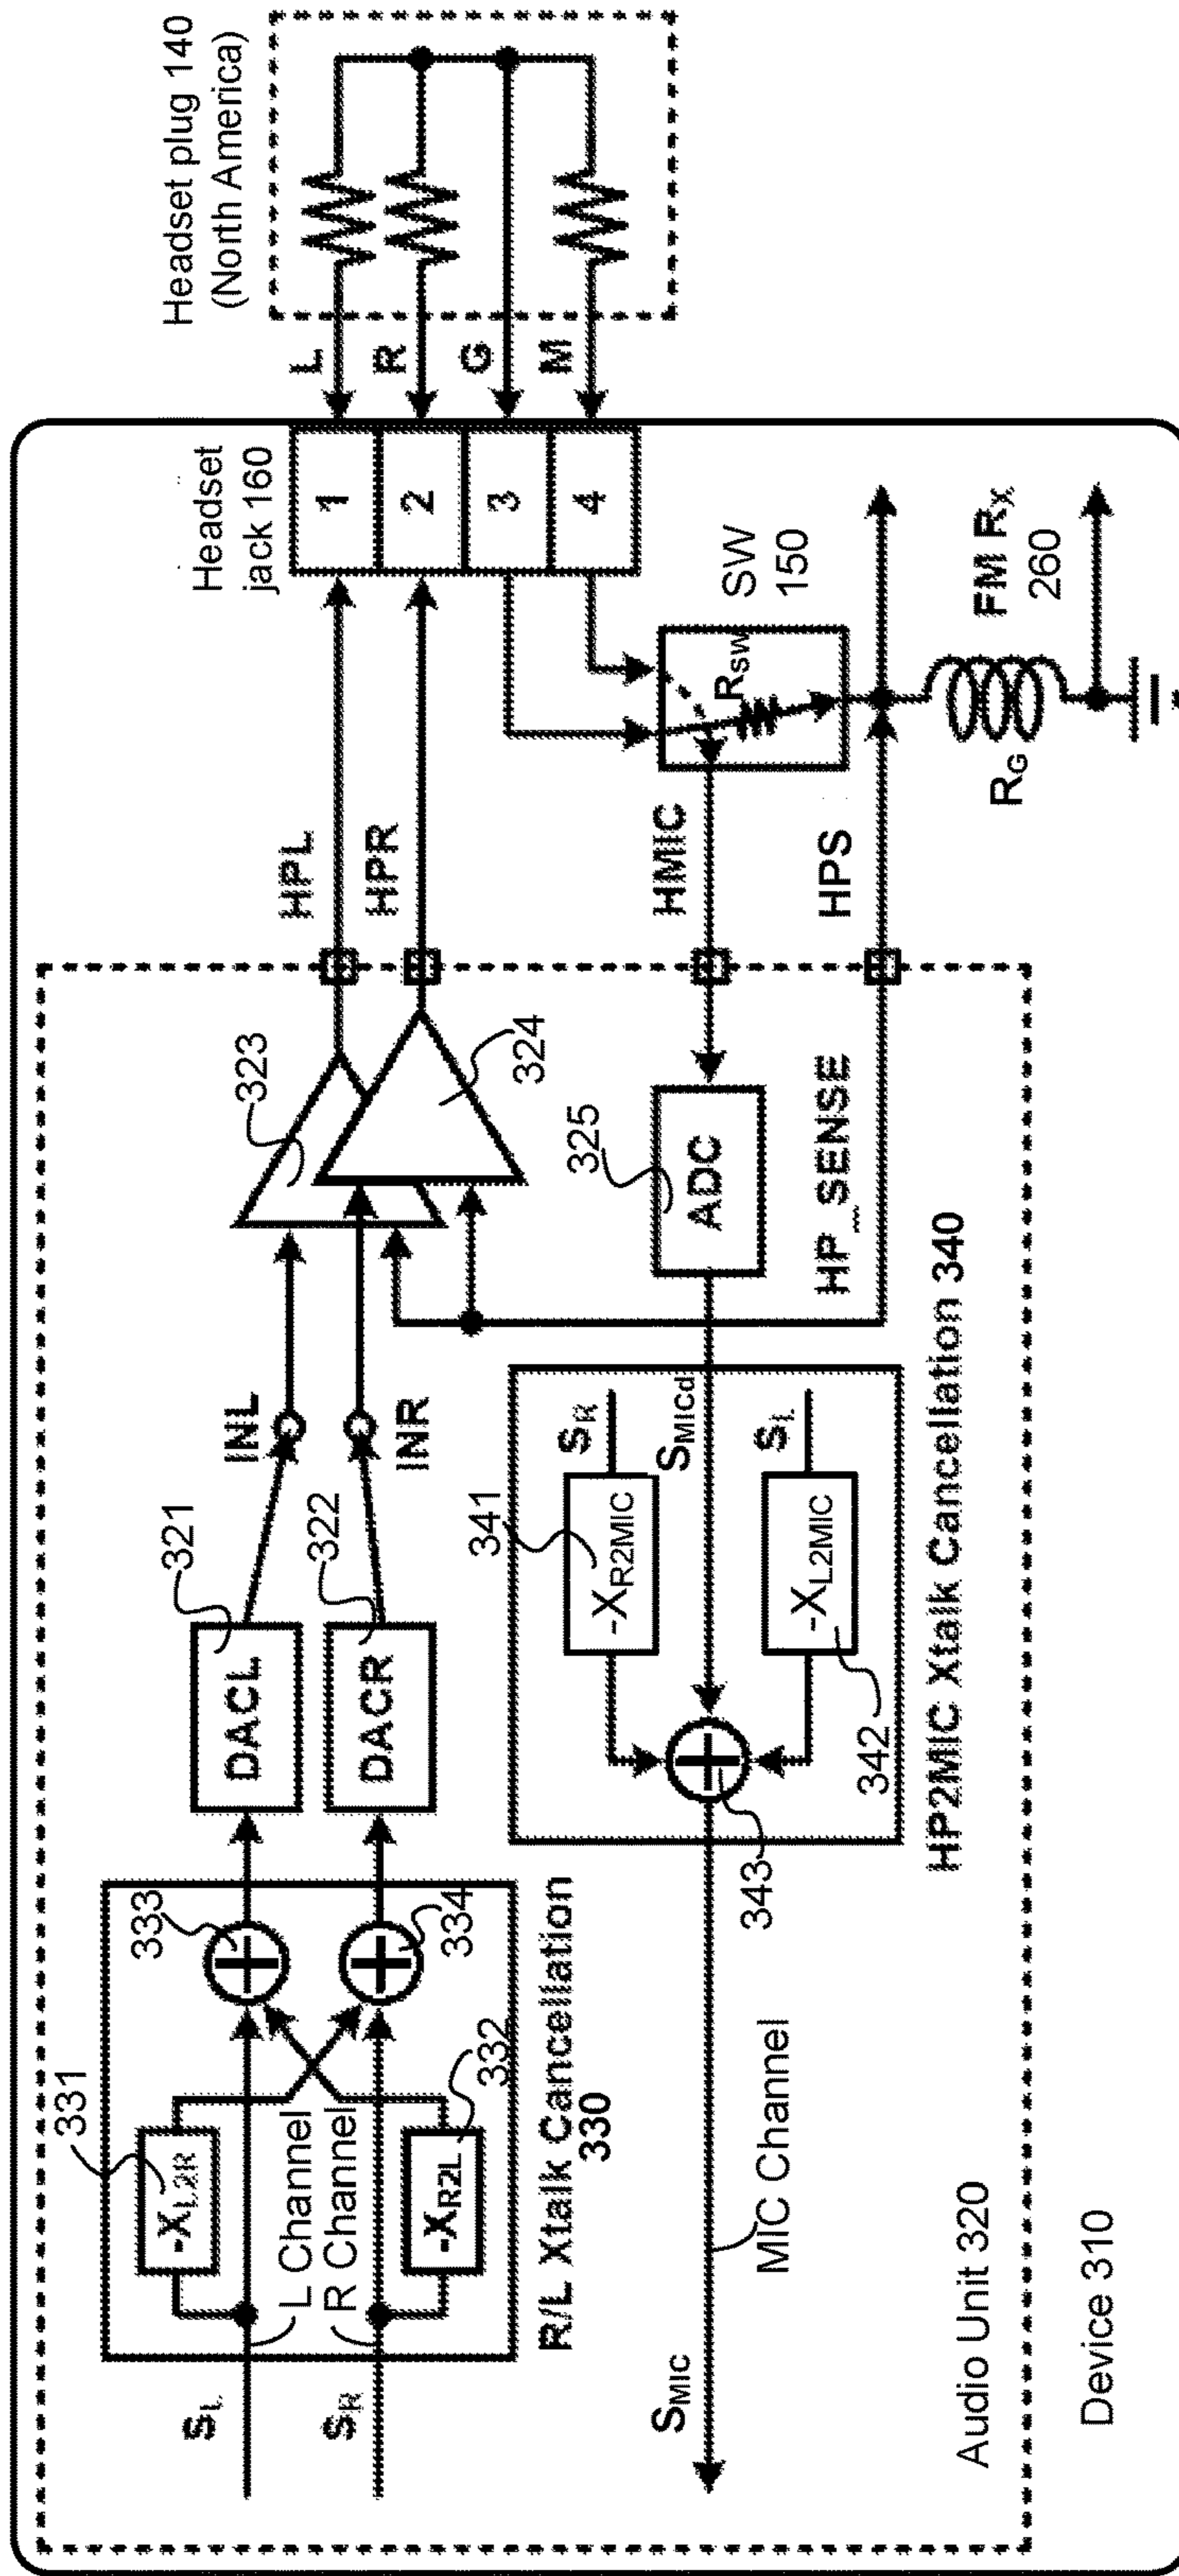 Headset plug 140
(North America)
L
R
G
M
Headset
jack 160
1
2
3
4
HPL
HPR
HMIC
HPS
SW
150
RSW
RG
FM RX
260
323
324
325
ADC
HP_SENSE
INL
INR
321
322
DACL
DACR
341
-XR2MIC
SR
SMICd
SL
-XL2MIC
342
343
HP2MIC Xtalk Cancellation 340
333
334
331
-XL2R
332
-XR2L
L Channel
R Channel
R/L Xtalk Cancellation
330
SL
SR
SMIC
MIC Channel
Audio Unit 320
Device 310